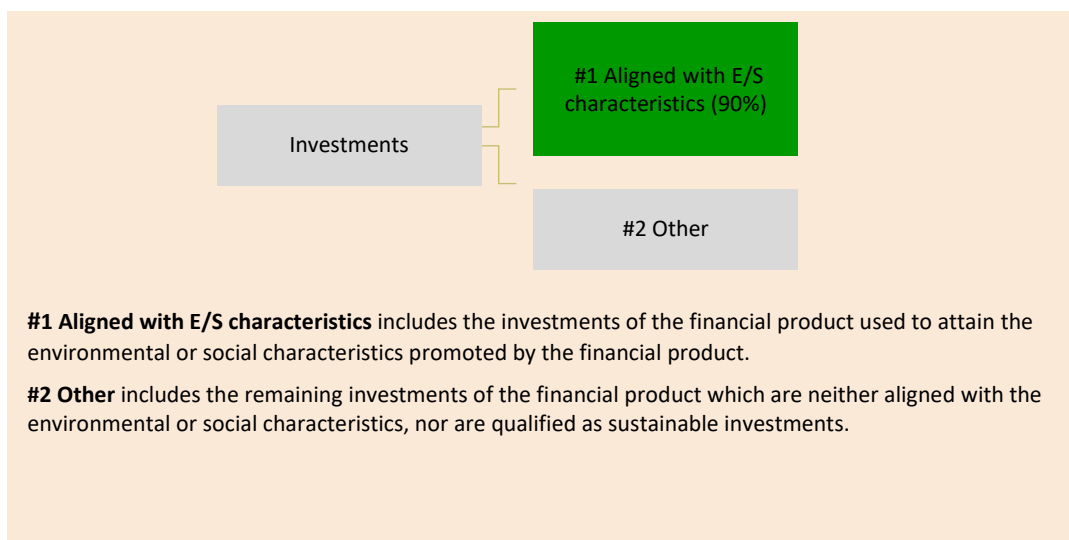 #1 Aligned with E/S
characteristics (90%)
Investments
#2 Other
#1 Aligned with E/S characteristics includes the investments of the financial product used to attain the
environmental or social characteristics promoted by the financial product.
#2 Other includes the remaining investments of the financial product which are neither aligned with the
environmental or social characteristics, nor are qualified as sustainable investments.